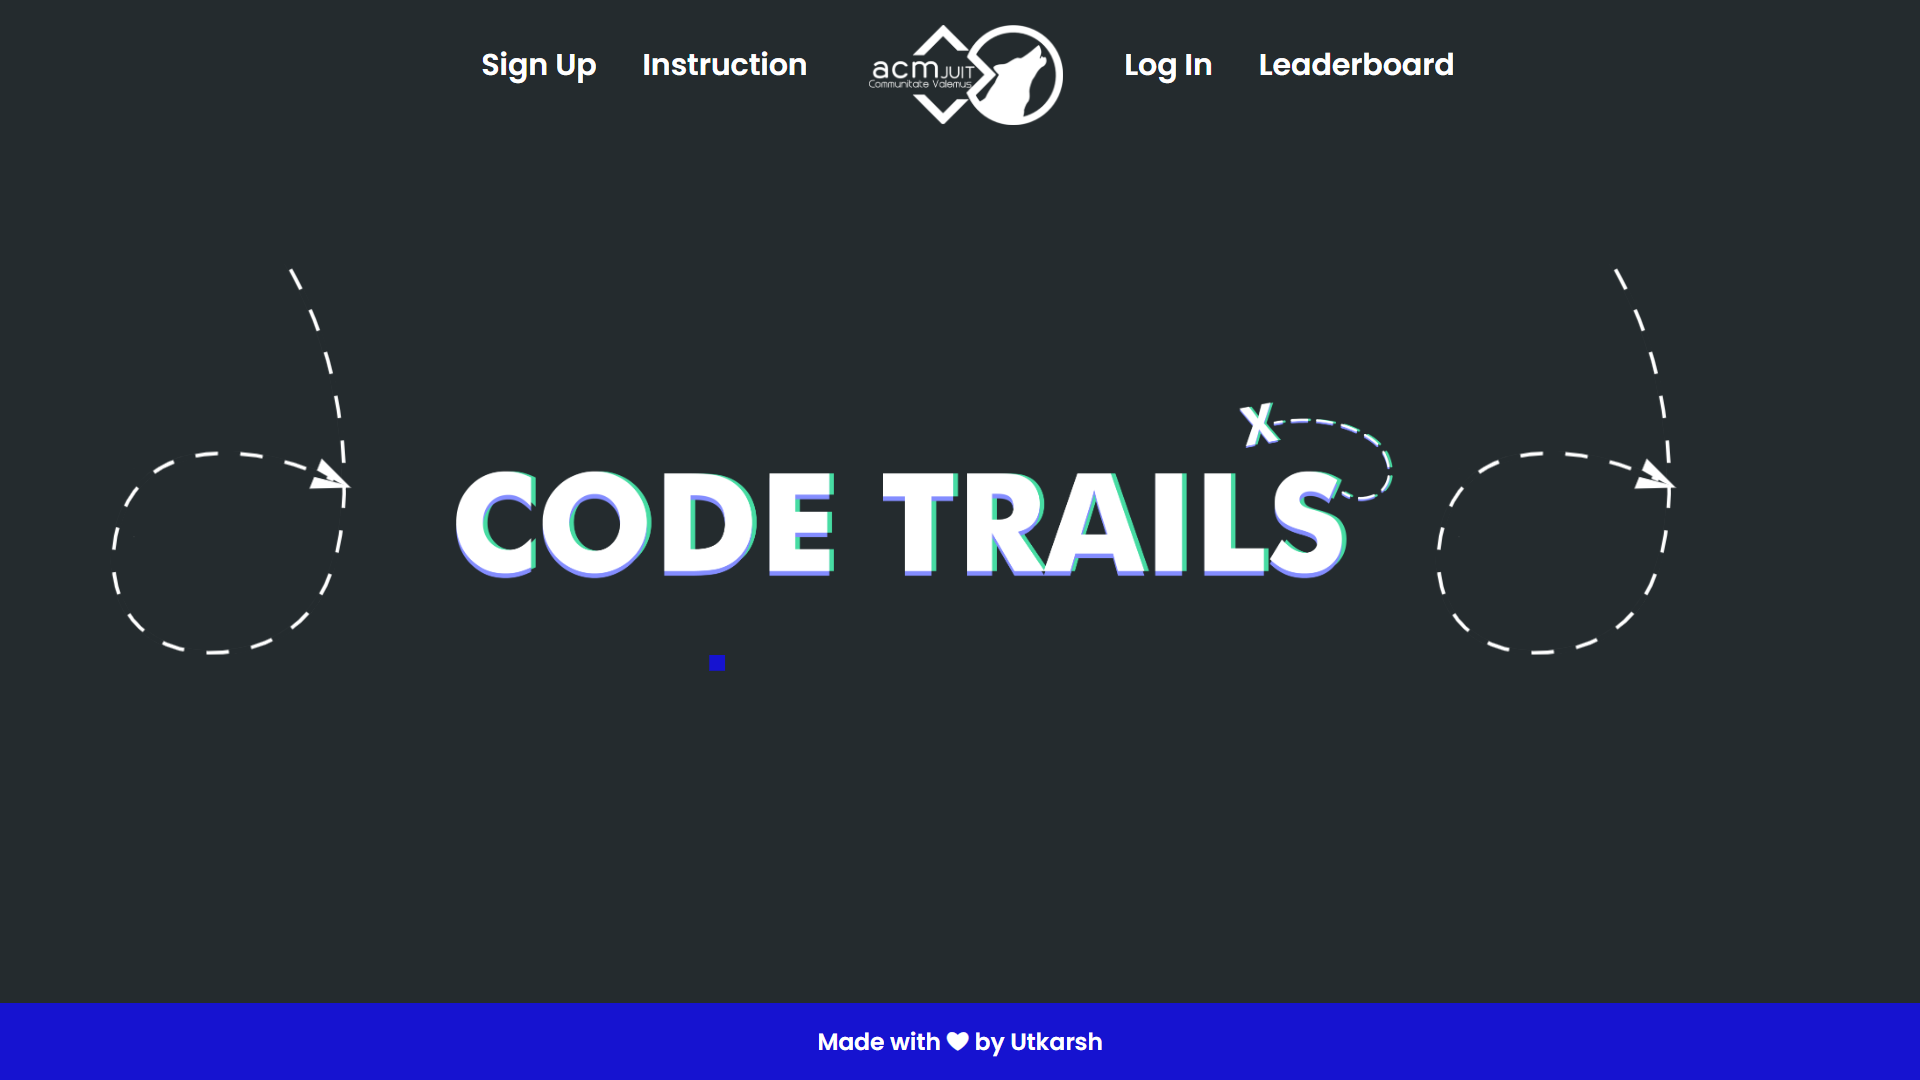 Sign Up
Instruction
acm JUIT
Communitate Valemus
Log In
Leaderboard
X
CODE TRAILS
Made with by Utkarsh